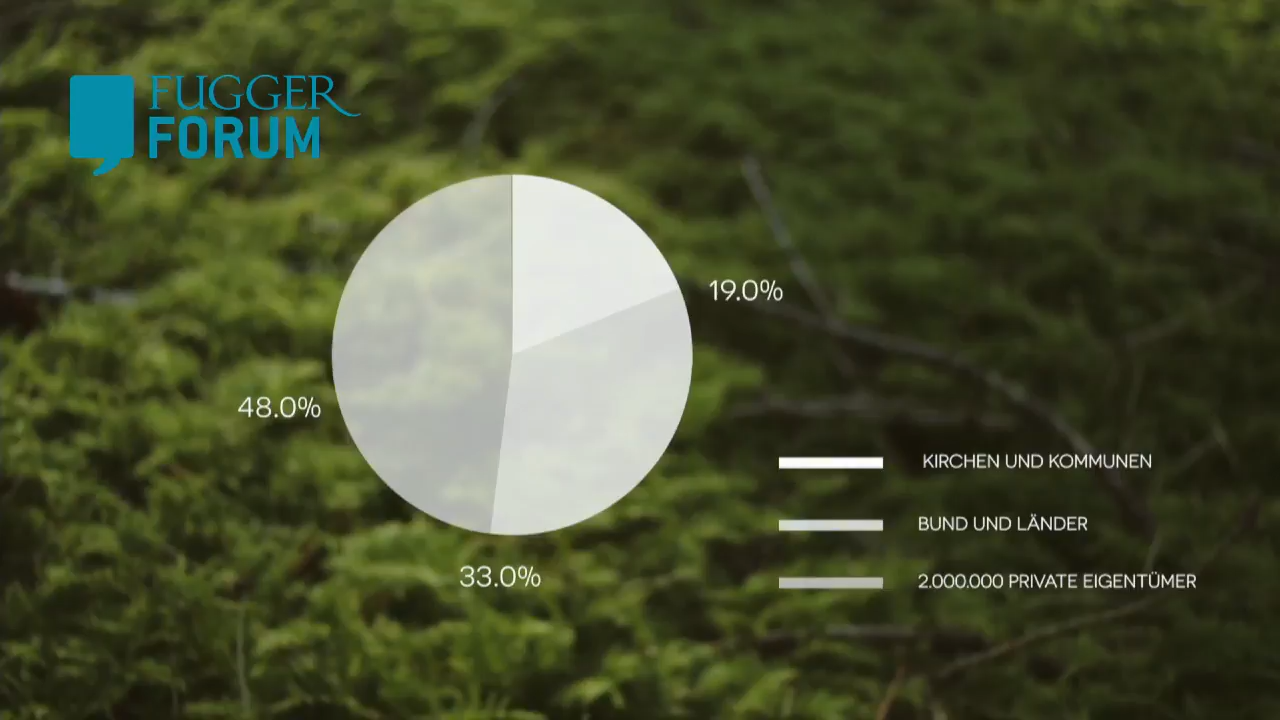 FUGGER
FORUM
19.0%
48.0%
33.0%
KIRCHEN UND KOMMUNEN
BUND UND LÄNDER
2.000.000 PRIVATE EIGENTÜMER